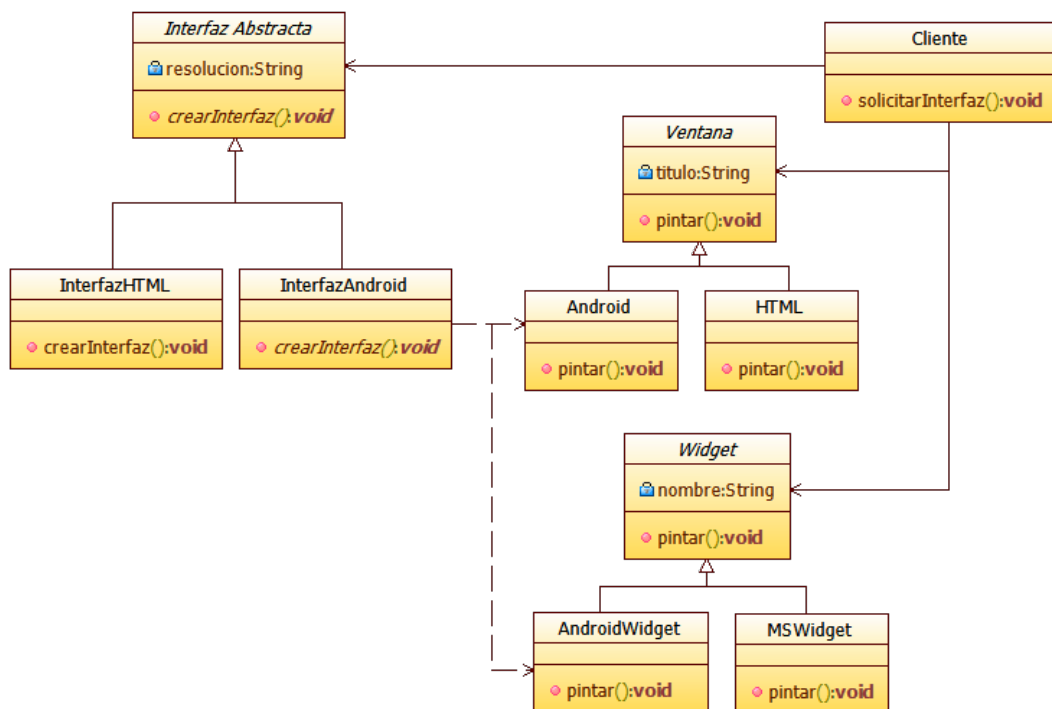 Interfaz Abstracta
resolucion:String
crearInterfaz():void
Cliente
solicitarInterfaz():void
Ventana
titulo:String
pintar():void
InterfazHTML
crearInterfaz():void
InterfazAndroid
crearInterfaz():void
Android
pintar():void
HTML
pintar():void
Widget
nombre:String
pintar():void
AndroidWidget
pintar():void
MSWidget
pintar():void